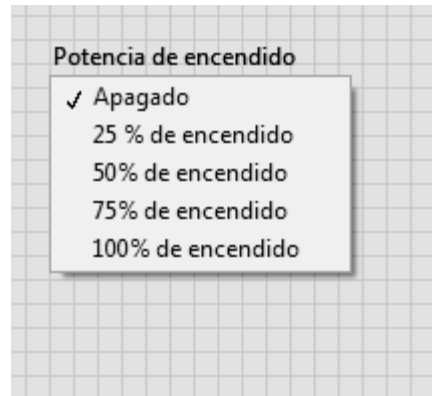 Potencia de encendido
✓ Apagado
25 % de encendido
50% de encendido
75% de encendido
100% de encendido